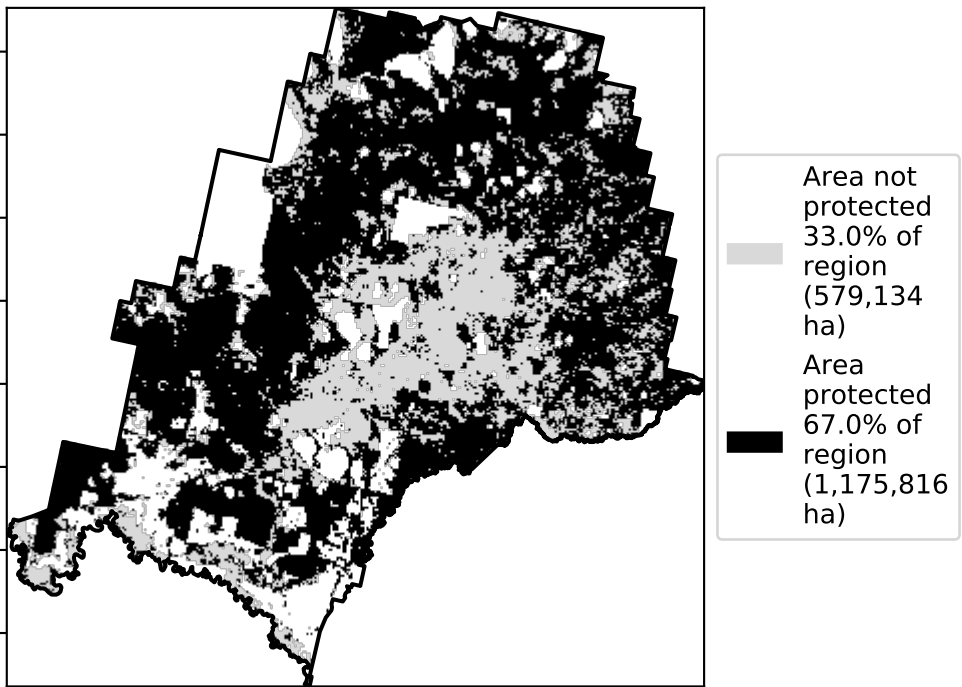 Area not
protected
33.0% of
region
(579,134
ha)
Area
protected
67.0% of
region
(1,175,816
ha)